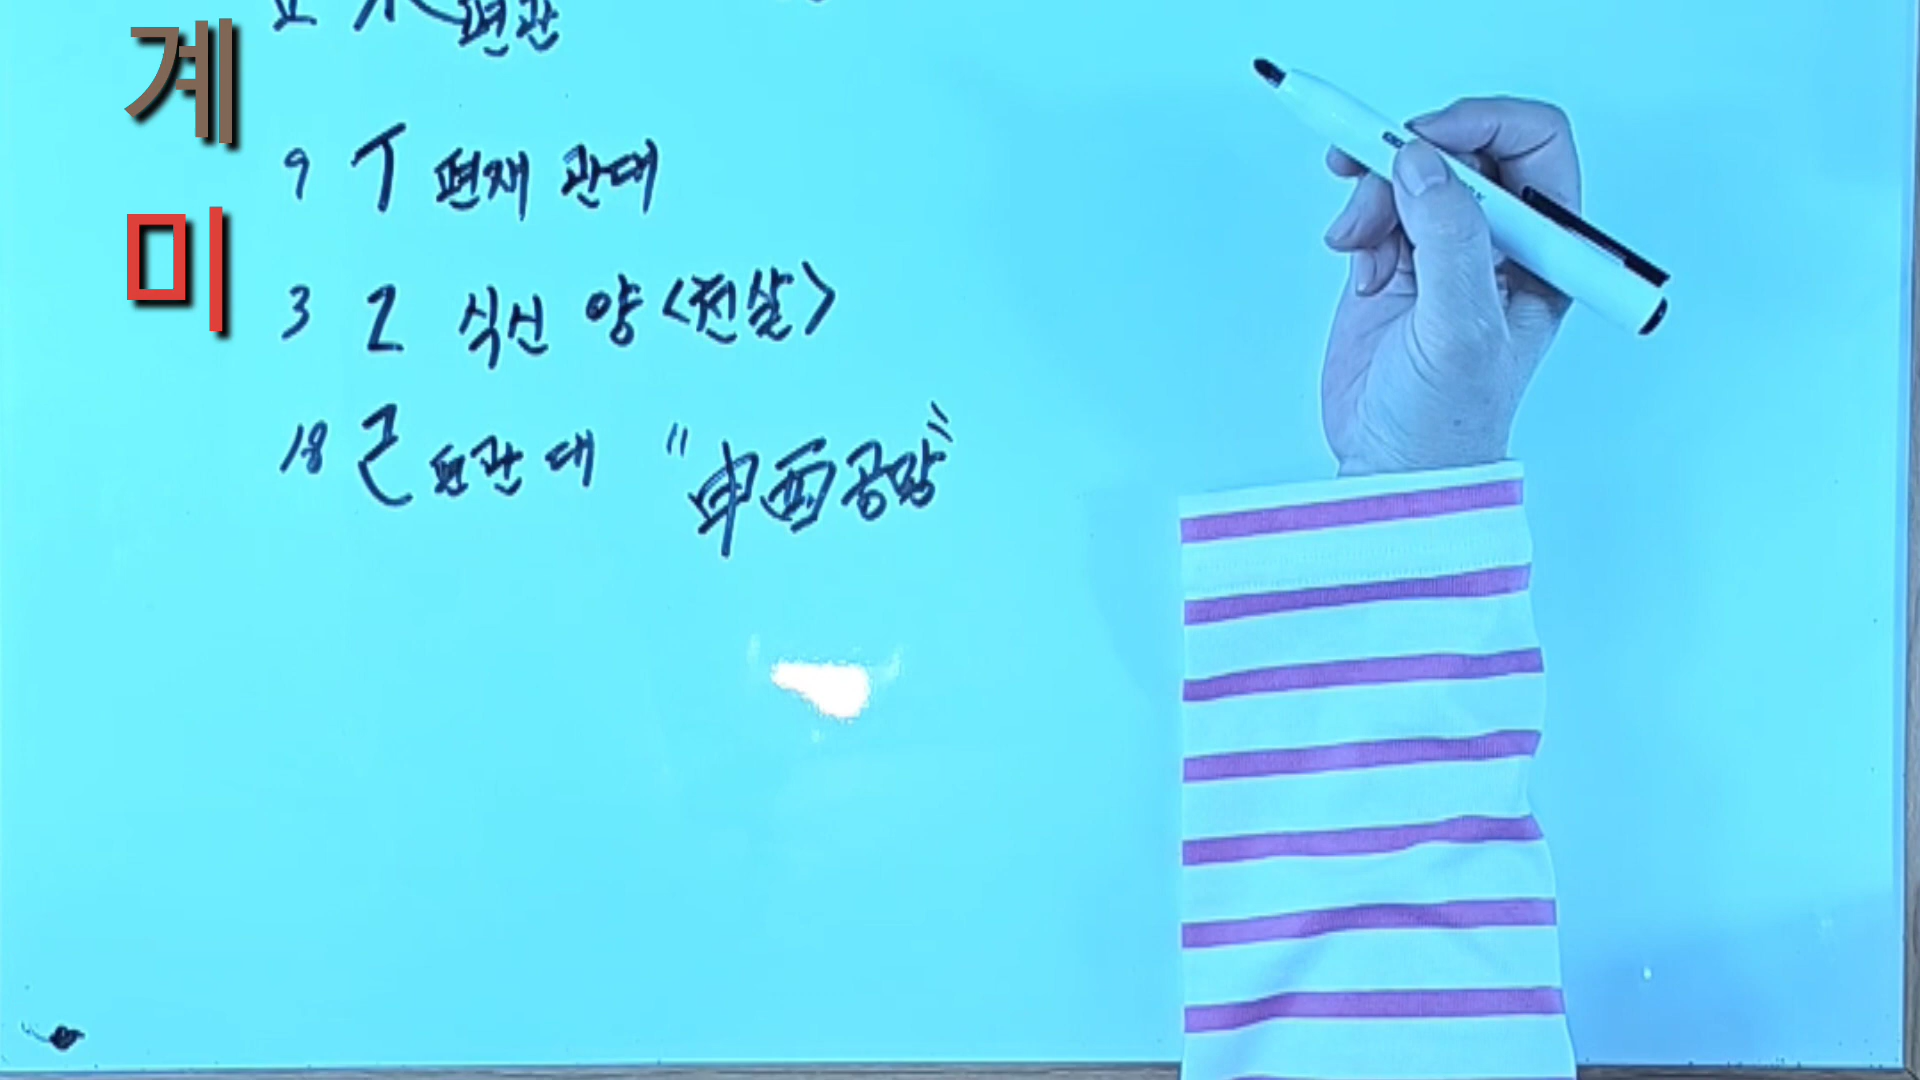 편관
계
9 丁 편재 관대
미
3 乙 식신 양 <전살>
18 己 편관 대 "申酉공망"